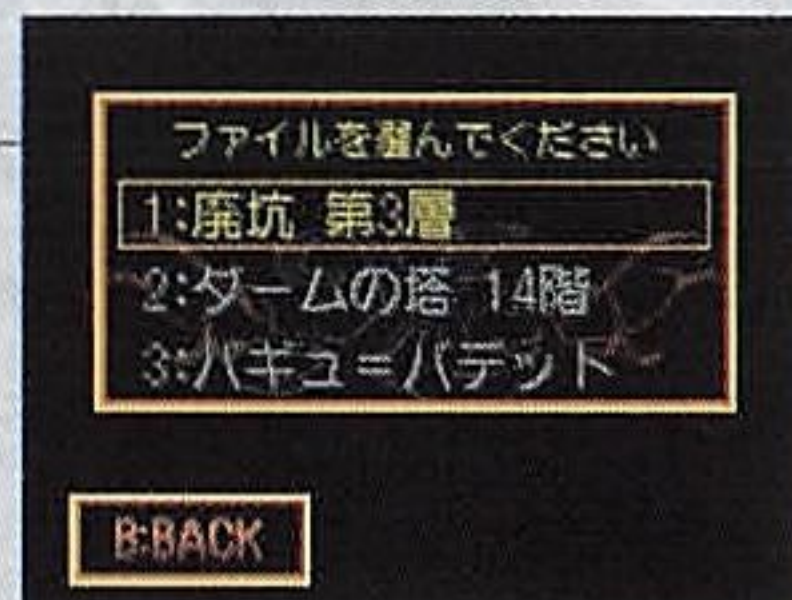 ファイルを選んでください
1:廃坑 第3層
2:ダームの塔 14階
3:バギュ=バデット
B:BACK